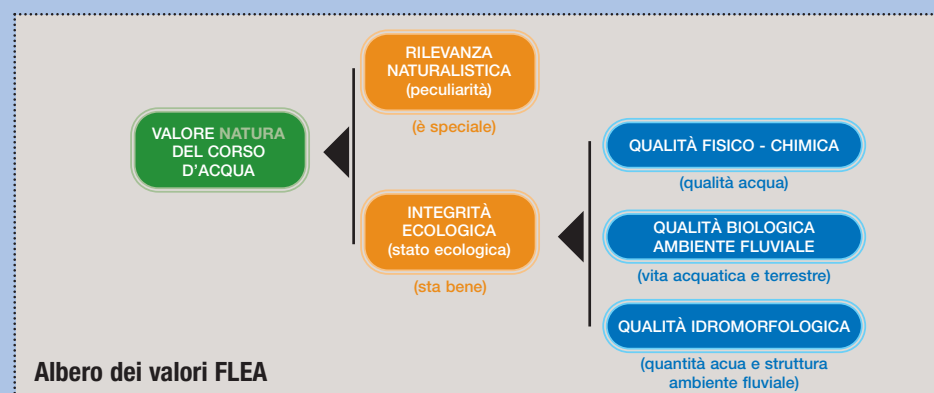 RILEVANZA
NATURALISTICA
(peculiarità)
(è speciale)
VALORE NATURA
DEL CORSO
D'ACQUA
INTEGRITÀ
ECOLOGICA
(stato ecologica)
(sta bene)
QUALITÀ FISICO - CHIMICA
(qualità acqua)
QUALITÀ BIOLOGICA
AMBIENTE FLUVIALE
(vita acquatica e terrestre)
QUALITÀ IDROMORFOLOGICA
(quantità acua e struttura
ambiente fluviale)
Albero dei valori FLEA